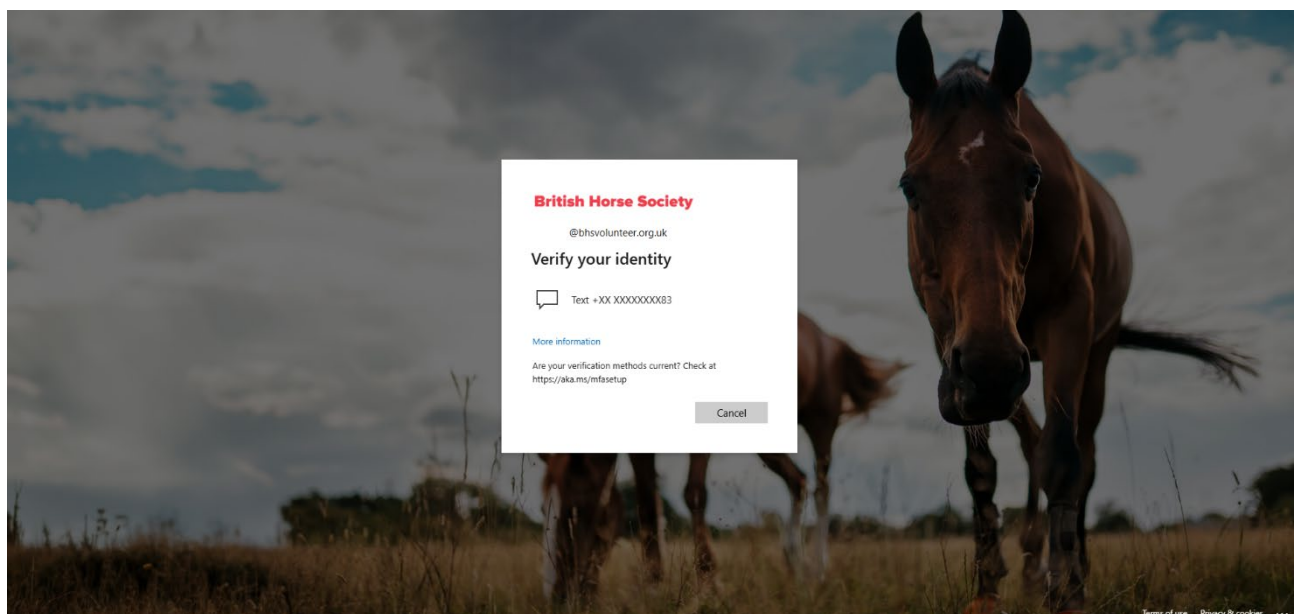 British Horse Society
@bhsvolunteer.org.uk
Verify your identity
Text +XX XXXXXXXX83
More information
Are your verification methods current? Check at
https://aka.ms/mfasetup
Cancel
Terms of use Privacy & cookies ...